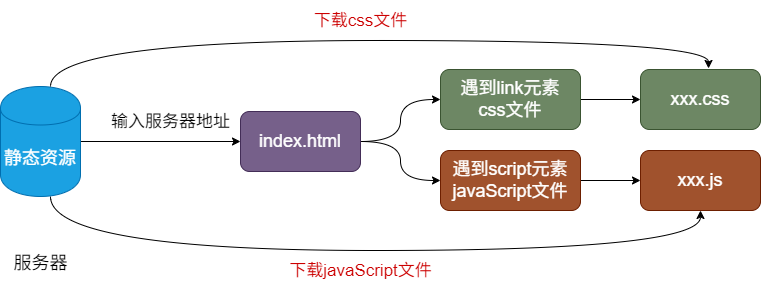 下载css文件
遇到link元素
css文件
xxx.css
输入服务器地址
静态资源
index.html
遇到script元素
javaScript文件
xxx.js
服务器
下载javaScript文件